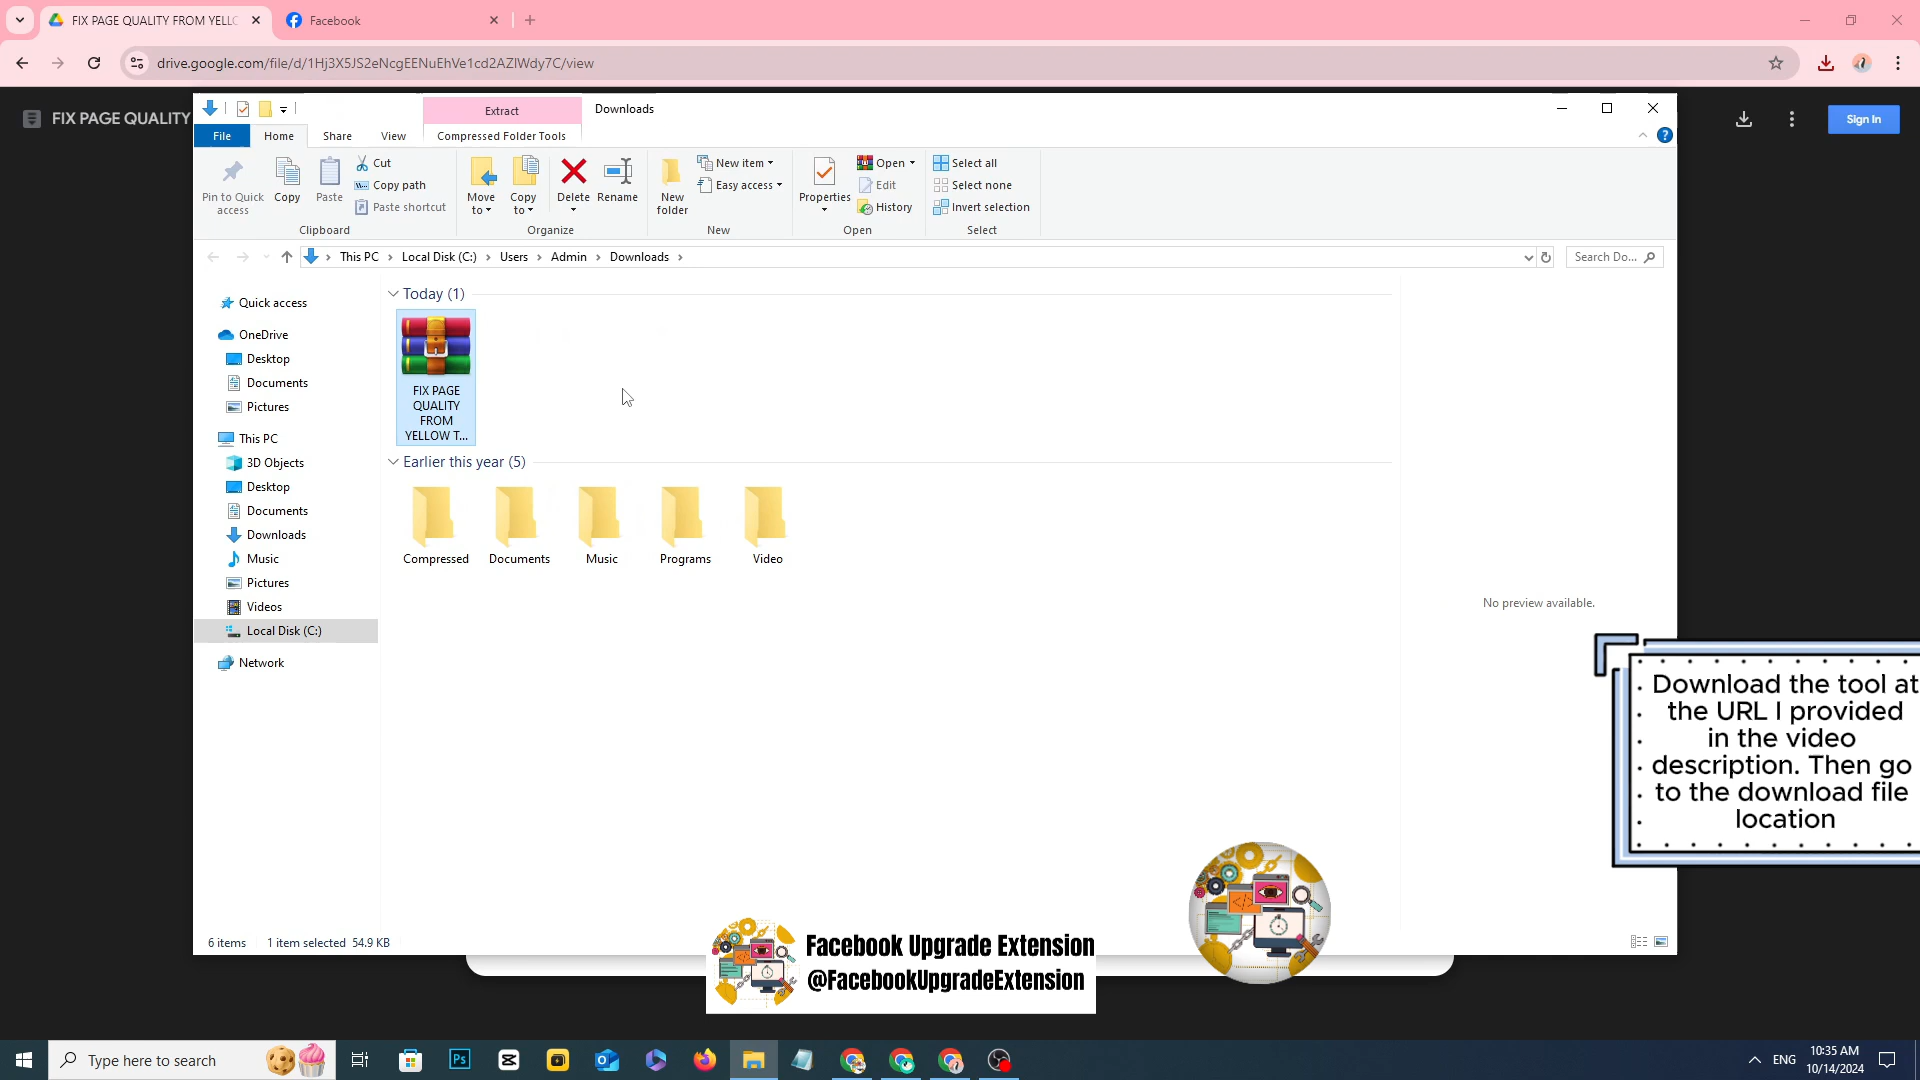 FIX PAGE QUALITY FROM YELLO
Facebook
drive.google.com/file/d/1Hj3X5JS2eNcgEENuEhVe1cd2AZlWdy7C/view
FIX PAGE QUALITY
Sign In
Extract
Downloads
File
Home
Share
View
Compressed Folder Tools
Pin to Quick
access
Copy
Paste
Cut
Copy path
Paste shortcut
Clipboard
Move
to
Copy
to
Delete
Rename
Organize
New
folder
New item
Easy access
New
Properties
Open
Edit
History
Open
Select all
Select none
Invert selection
Select
This PC
Local Disk (C:)
Users
Admin
Downloads
Search Do...
Quick access
OneDrive
Desktop
Documents
Pictures
This PC
3D Objects
Desktop
Documents
Downloads
Music
Pictures
Videos
Local Disk (C:)
Network
Today (1)
FIX PAGE
QUALITY
FROM
YELLOW T...
Earlier this year (5)
Compressed
Documents
Music
Programs
Video
No preview available.
Download the tool at
the URL I provided
in the video
description. Then go
to the download file
location
6 items
1 item selected 54.9 KB
Facebook Upgrade Extension
@FacebookUpgradeExtension
Type here to search
Ps
ENG
10:35 AM
10/14/2024